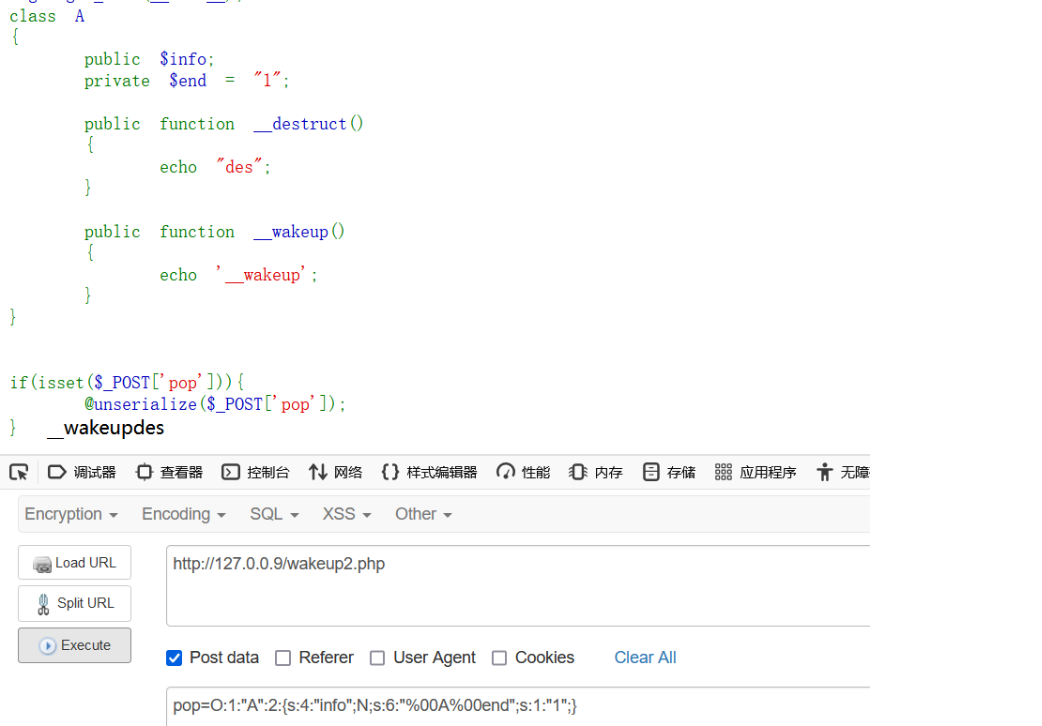 class A
{
public $info;
private $end = "1";
public function __destruct()
{
echo "des";
}
public function __wakeup()
{
echo '__wakeup';
}
}
if(isset($_POST['pop'])){
@unserialize($_POST['pop']);
} __wakeupdes
调试器 查看器 控制台 网络 样式编辑器 性能 内存 存储 应用程序 无障
Encryption Encoding SQL XSS Other
Load URL http://127.0.0.9/wakeup2.php
Split URL
Execute
Post data Referer User Agent Cookies Clear All
pop=O:1:"A":2:{s:4:"info";N;s:6:"%00A%00end";s:1:"1";}